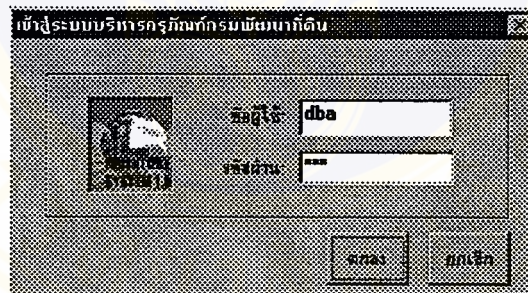 เข้าสู่ระบบบริหารครุภัณฑ์กรมพัฒนาที่ดิน
ชื่อผู้ใช้: dba
รหัสผ่าน: ***
ตกลง ยกเลิก